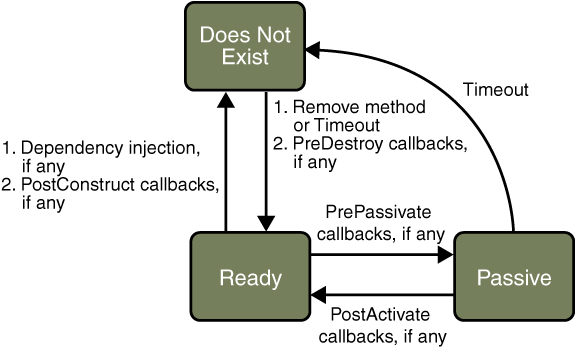 Does Not
Exist
Timeout
1. Remove method
or Timeout
2. PreDestroy callbacks,
if any
1. Dependency injection,
if any
2. PostConstruct callbacks,
if any
PrePassivate
callbacks, if any
Ready
Passive
PostActivate
callbacks, if any